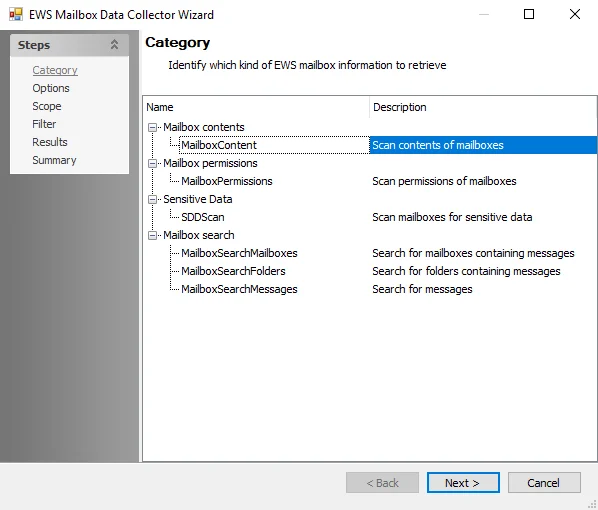 EWS Mailbox Data Collector Wizard
Steps
Category
Options
Scope
Filter
Results
Summary
Category
Identify which kind of EWS mailbox information to retrieve
Name Description
Mailbox contents
MailboxContent Scan contents of mailboxes
Mailbox permissions
MailboxPermissions Scan permissions of mailboxes
Sensitive Data
SDDScan Scan mailboxes for sensitive data
Mailbox search
MailboxSearchMailboxes Search for mailboxes containing messages
MailboxSearchFolders Search for folders containing messages
MailboxSearchMessages Search for messages
< Back Next > Cancel